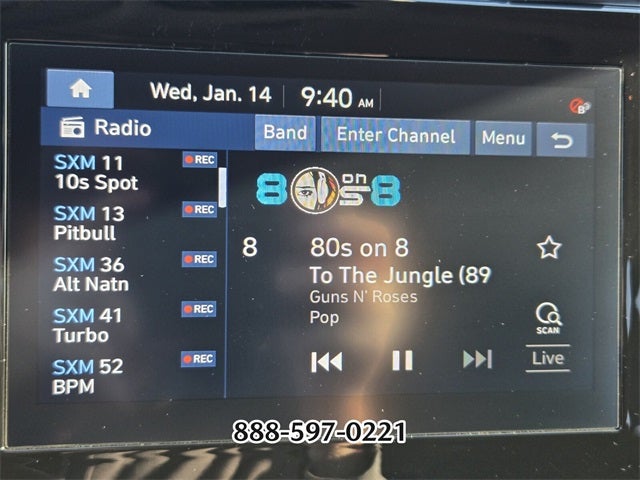 Wed, Jan. 14 9:40 AM
Radio Band Enter Channel Menu
SXM 11 REC
10s Spot
SXM 13 REC
Pitbull
SXM 36 REC
Alt Natn
SXM 41 REC
Turbo
SXM 52 REC
BPM
80s on 8
8 80s on 8
To The Jungle (89
Guns N' Roses
Pop
SCAN
Live
888-597-0221